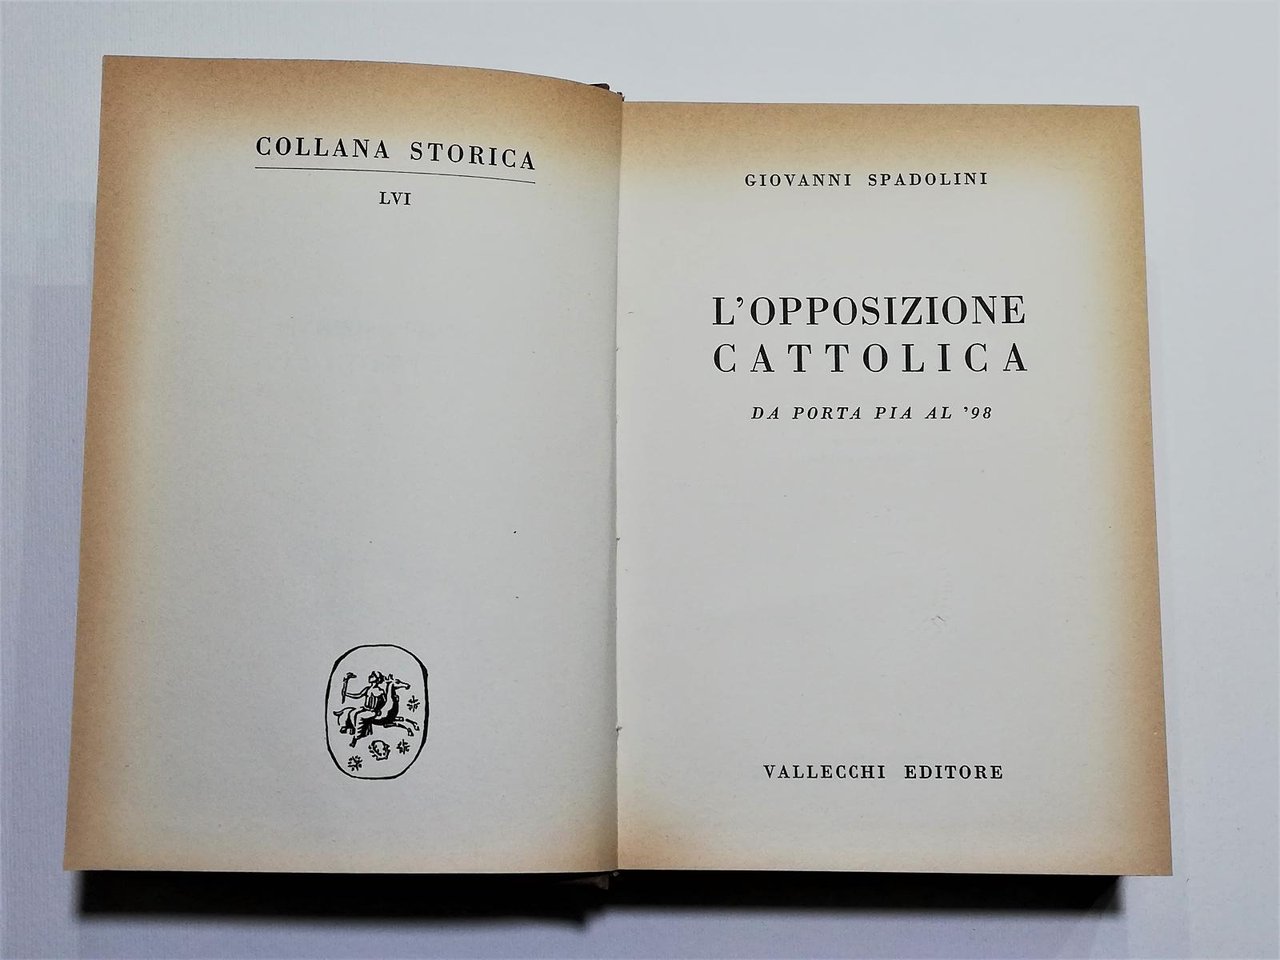 COLLANA STORICA
LVI
GIOVANNI SPADOLINI
L'OPPOSIZIONE
CATTOLICA
DA PORTA PIA AL '98
VALLECCHI EDITORE